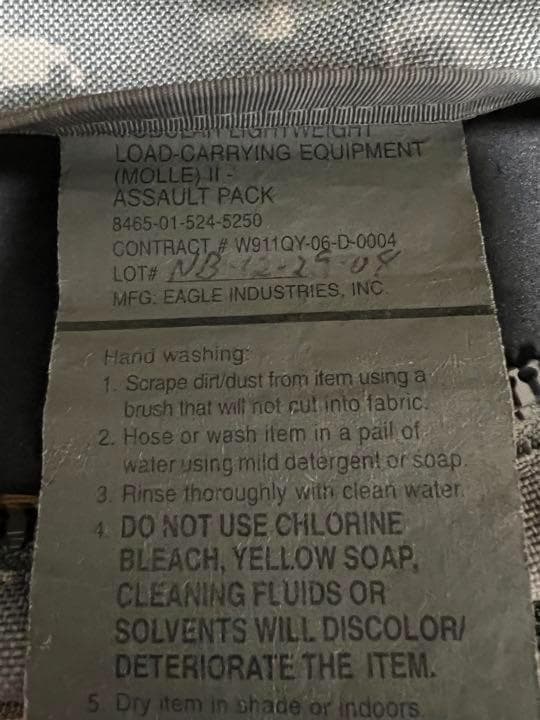 MODULAR LIGHTWEIGHT
LOAD-CARRYING EQUIPMENT
(MOLLE) II -
ASSAULT PACK
8465-01-524-5250
CONTRACT # W911QY-06-D-0004
LOT# NB-12-29-08
MFG: EAGLE INDUSTRIES, INC.
Hand washing:
1. Scrape dirt/dust from item using a
brush that will not cut into fabric.
2. Hose or wash item in a pail of
water using mild detergent or soap.
3. Rinse thoroughly with clean water.
4. DO NOT USE CHLORINE
BLEACH, YELLOW SOAP,
CLEANING FLUIDS OR
SOLVENTS WILL DISCOLOR/
DETERIORATE THE ITEM.
5. Dry item in shade or indoors